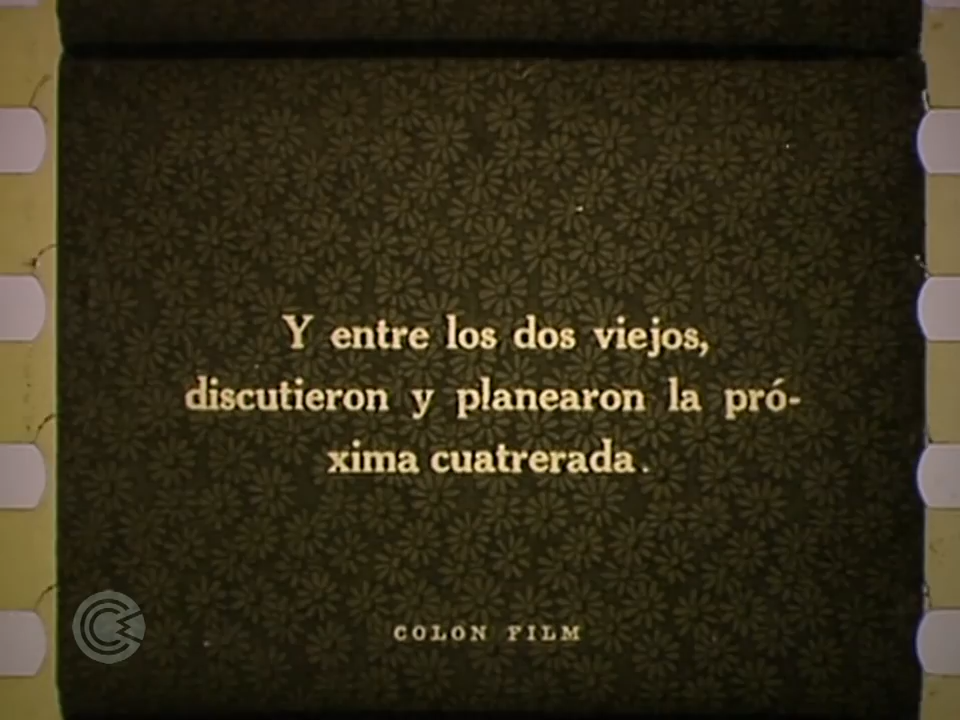 Y entre los dos viejos,
discutieron y planearon la pró-
xima cuatrerada.
COLON FILM